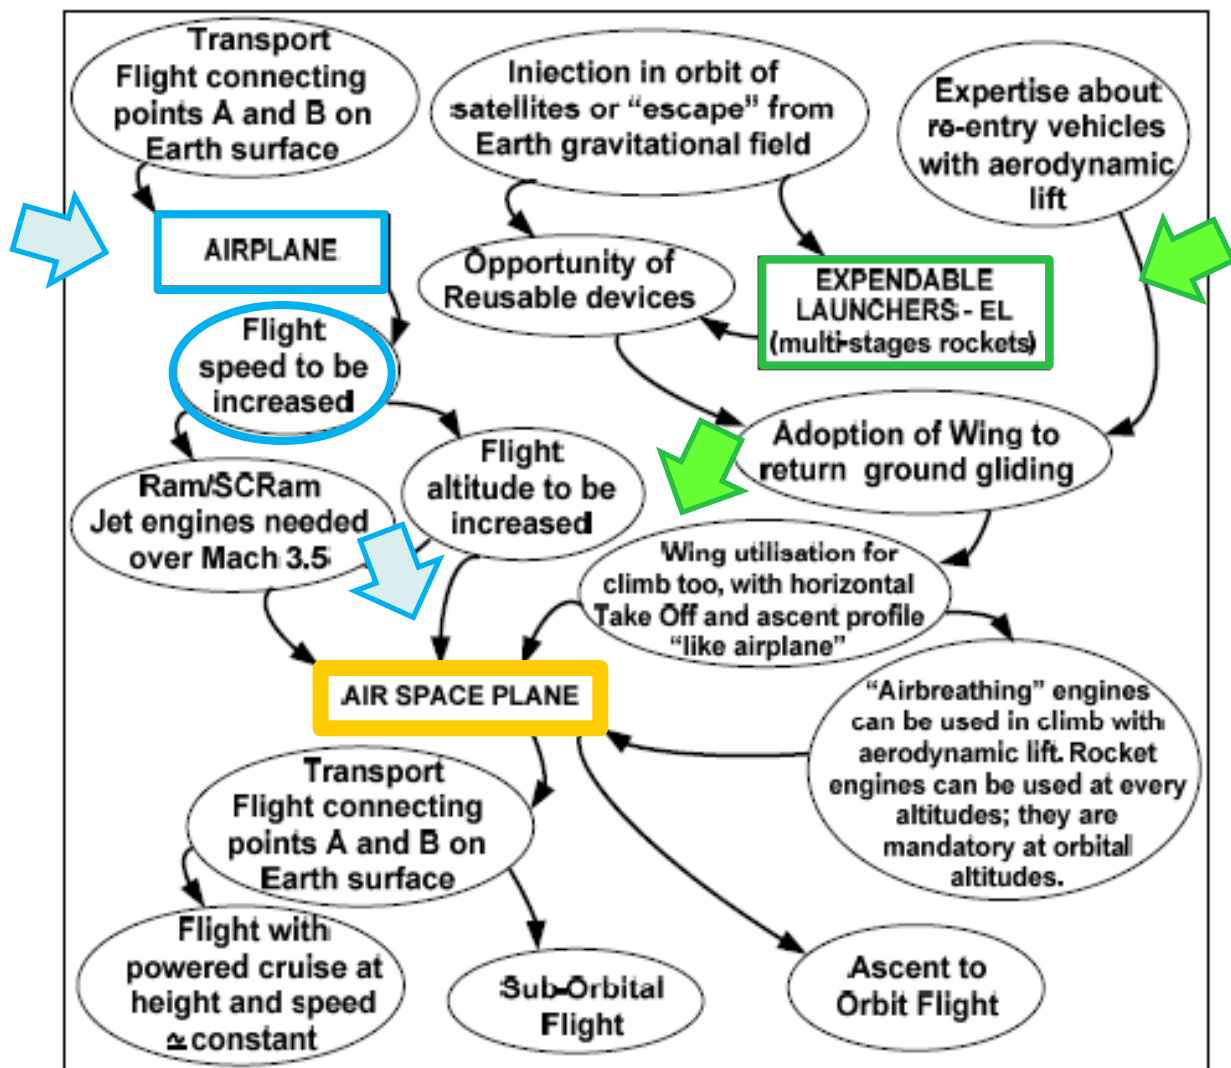 Transport
Flight connecting
points A and B on
Earth surface
Iniection in orbit of
satellites or “escape” from
Earth gravitational field
Expertise about
re-entry vehicles
with aerodynamic
lift
AIRPLANE
Opportunity of
Reusable devices
EXPENDABLE
LAUNCHERS - EL
(multi-stages rockets)
Flight
speed to be
increased
Adoption of Wing to
return ground gliding
Flight
altitude to be
increased
Ram/SCRam
Jet engines needed
over Mach 3.5
Wing utilisation for
climb too, with horizontal
Take Off and ascent profile
“like airplane”
AIR SPACE PLANE
“Airbreathing” engines
can be used in climb with
aerodynamic lift. Rocket
engines can be used at every
altitudes; they are
mandatory at orbital
altitudes.
Transport
Flight connecting
points A and B on
Earth surface
Flight with
powered cruise at
height and speed
≅ constant
Sub-Orbital
Flight
Ascent to
Orbit Flight